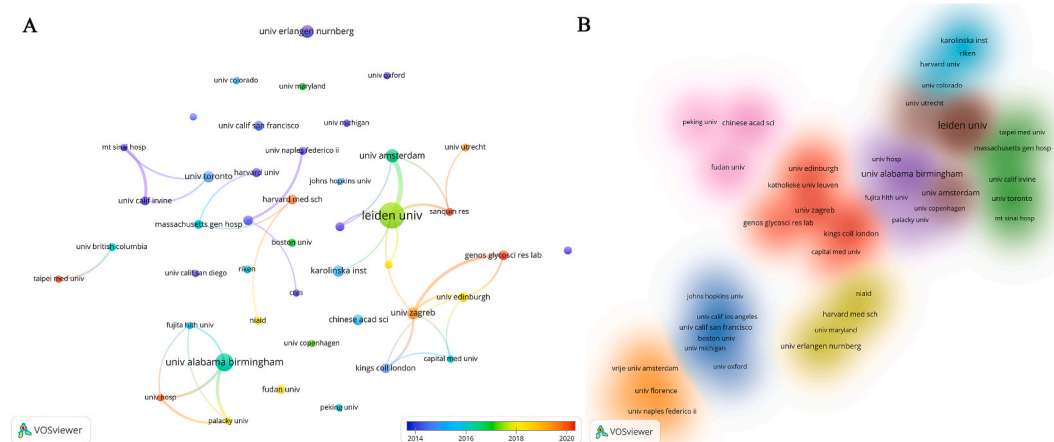 A
univ erlangen nurnberg
univ colorado
univ oxford
univ maryland
univ calif san francisco
univ michigan
mt sinai hosp
univ naples federico ii
univ amsterdam
univ utrecht
univ toronto
harvard univ
johns hopkins univ
univ calif irvine
harvard med sch
leiden univ
sanquin res
massachusetts gen hosp
univ british columbia
boston univ
genos glycosci res lab
taipei med univ
univ calif san diego
riken
karolinska inst
cnrs
univ edinburgh
univ zagreb
chinese acad sci
fujita hlth univ
niaid
univ copenhagen
capital med univ
univ alabama birmingham
kings coll london
univ hosp
fudan univ
palacky univ
peking univ
VOSviewer
2014 2016 2018 2020
B
karolinska inst
riken
harvard univ
univ colorado
univ utrecht
peking univ
chinese acad sci
leiden univ
taipei med univ
massachusetts gen hosp
fudan univ
univ edinburgh
univ hosp
katholieke univ leuven
univ alabama birmingham
univ calif irvine
univ amsterdam
fujita hlth univ
univ toronto
univ zagreb
univ copenhagen
genos glycosci res lab
palacky univ
mt sinai hosp
kings coll london
capital med univ
johns hopkins univ
niaid
univ calif los angeles
harvard med sch
univ calif san francisco
boston univ
univ maryland
univ michigan
univ erlangen nurnberg
univ oxford
vrije univ amsterdam
univ florence
univ naples federico ii
VOSviewer